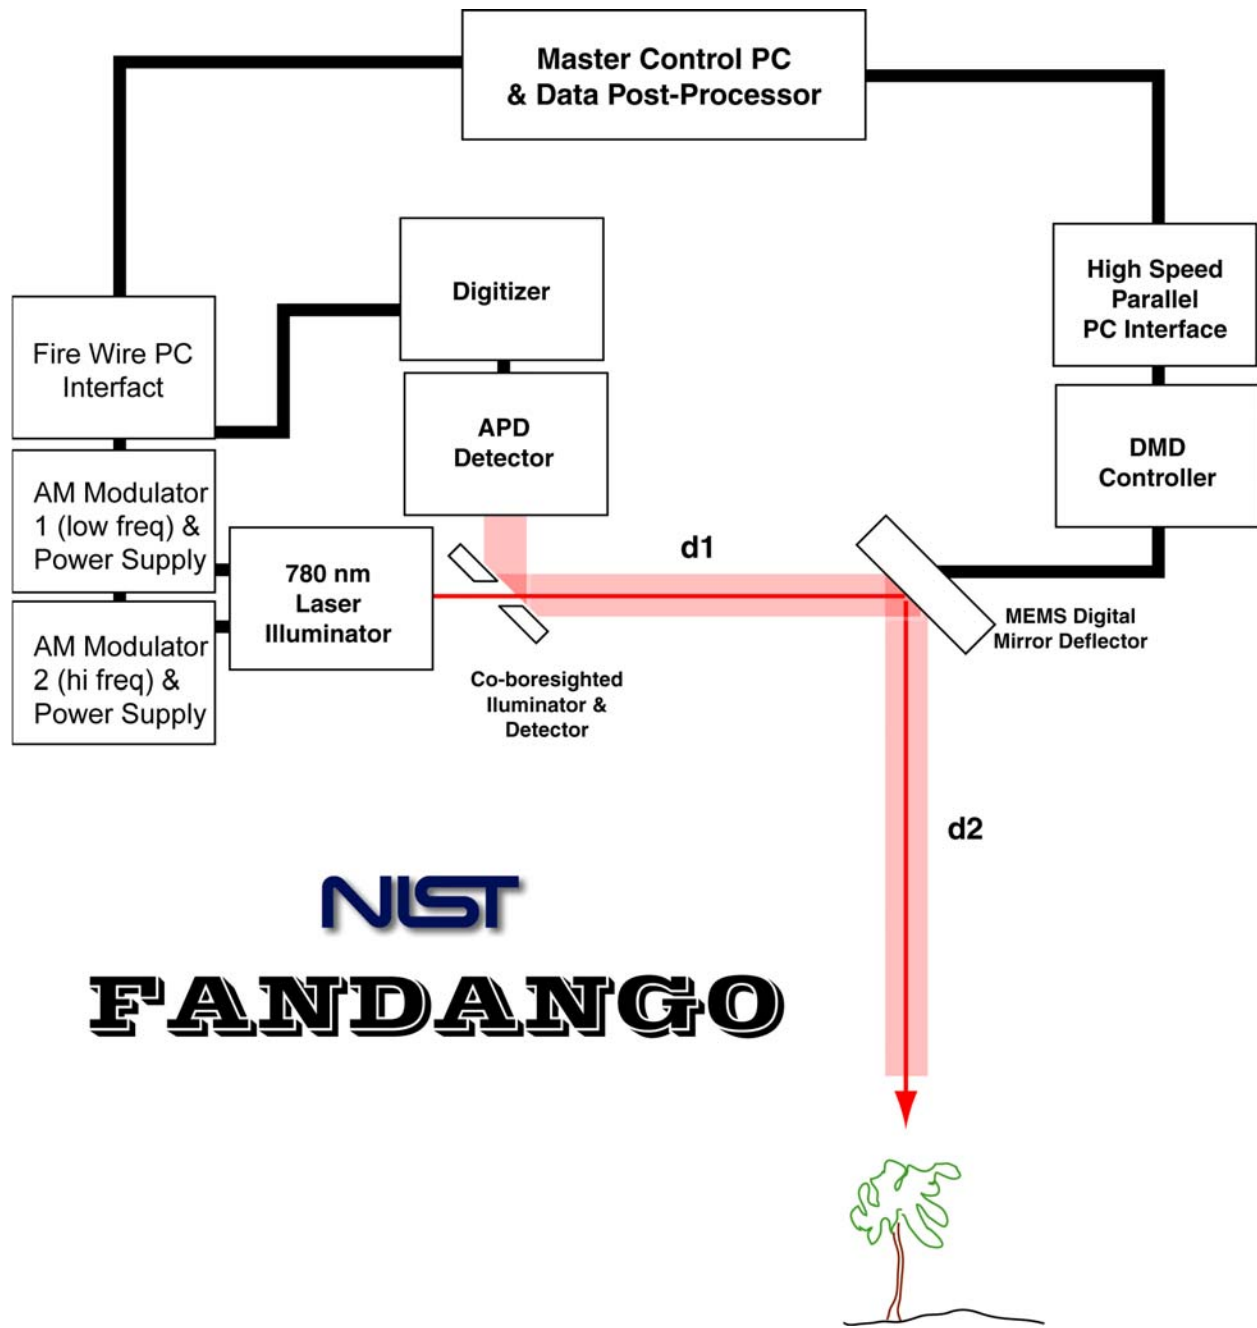 Master Control PC
& Data Post-Processor
Digitizer
High Speed
Parallel
PC Interface
Fire Wire PC
Interfact
APD
Detector
DMD
Controller
AM Modulator
1 (low freq) &
Power Supply
780 nm
Laser
Illuminator
d1
MEMS Digital
Mirror Deflector
AM Modulator
2 (hi freq) &
Power Supply
Co-boresighted
Iluminator &
Detector
d2
NIST
FANDANGO